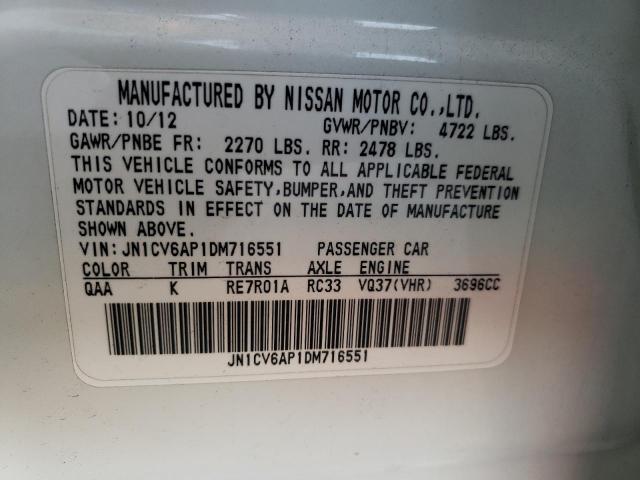 MANUFACTURED BY NISSAN MOTOR CO.,LTD.
DATE: 10/12 GVWR/PNBV: 4722 LBS.
GAWR/PNBE FR: 2270 LBS. RR: 2478 LBS.
THIS VEHICLE CONFORMS TO ALL APPLICABLE FEDERAL
MOTOR VEHICLE SAFETY,BUMPER,AND THEFT PREVENTION
STANDARDS IN EFFECT ON THE DATE OF MANUFACTURE
SHOWN ABOVE.
VIN: JN1CV6AP1DM716551 PASSENGER CAR
COLOR TRIM TRANS AXLE ENGINE
QAA K RE7R01A RC33 VQ37(VHR) 3696CC
JN1CV6AP1DM716551